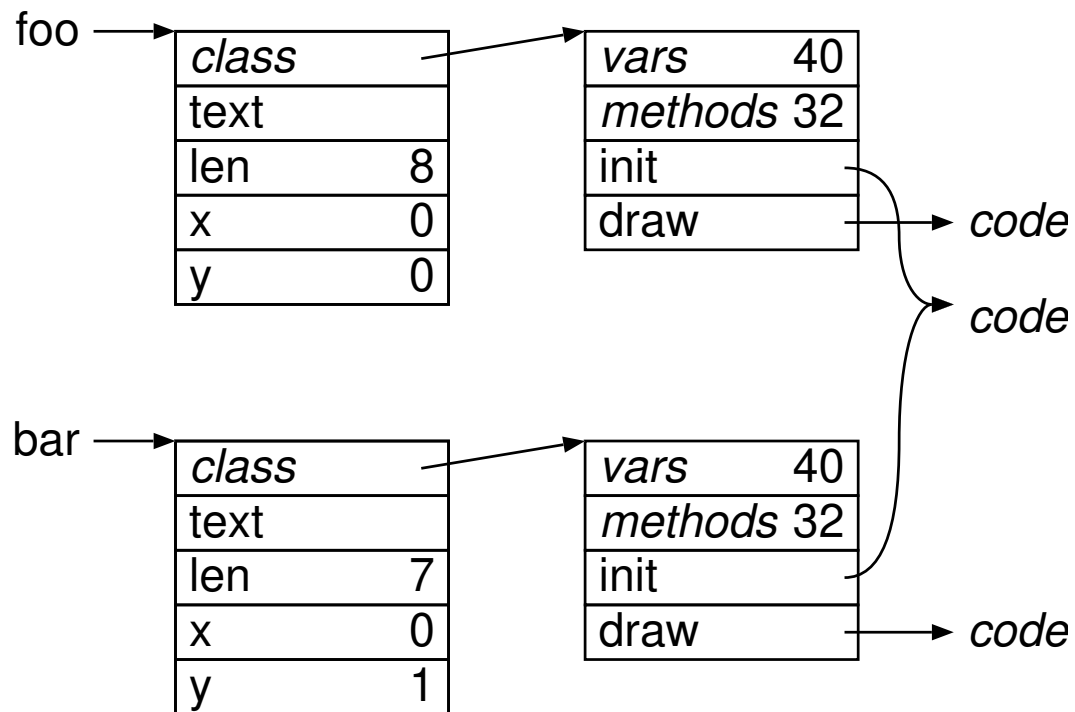 foo
class
text
len 8
x 0
y 0
vars 40
methods 32
init
draw
code
code
bar
class
text
len 7
x 0
y 1
vars 40
methods 32
init
draw
code